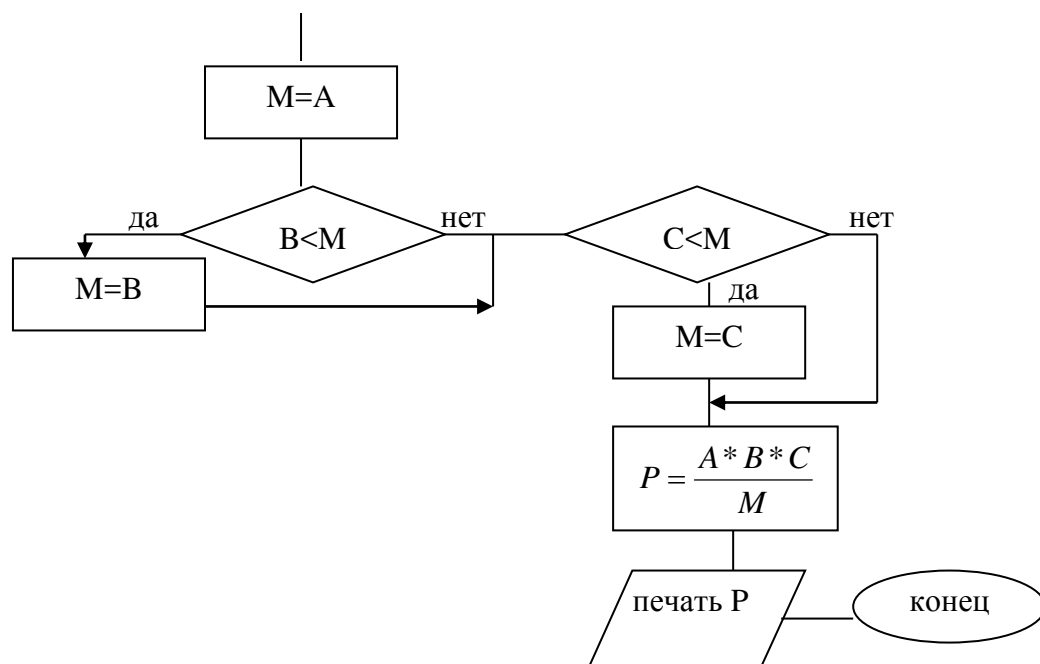 М=А
да
В<М
нет
М=В
С<М
нет
да
М=С
P = A * B * C / M
печать Р
конец